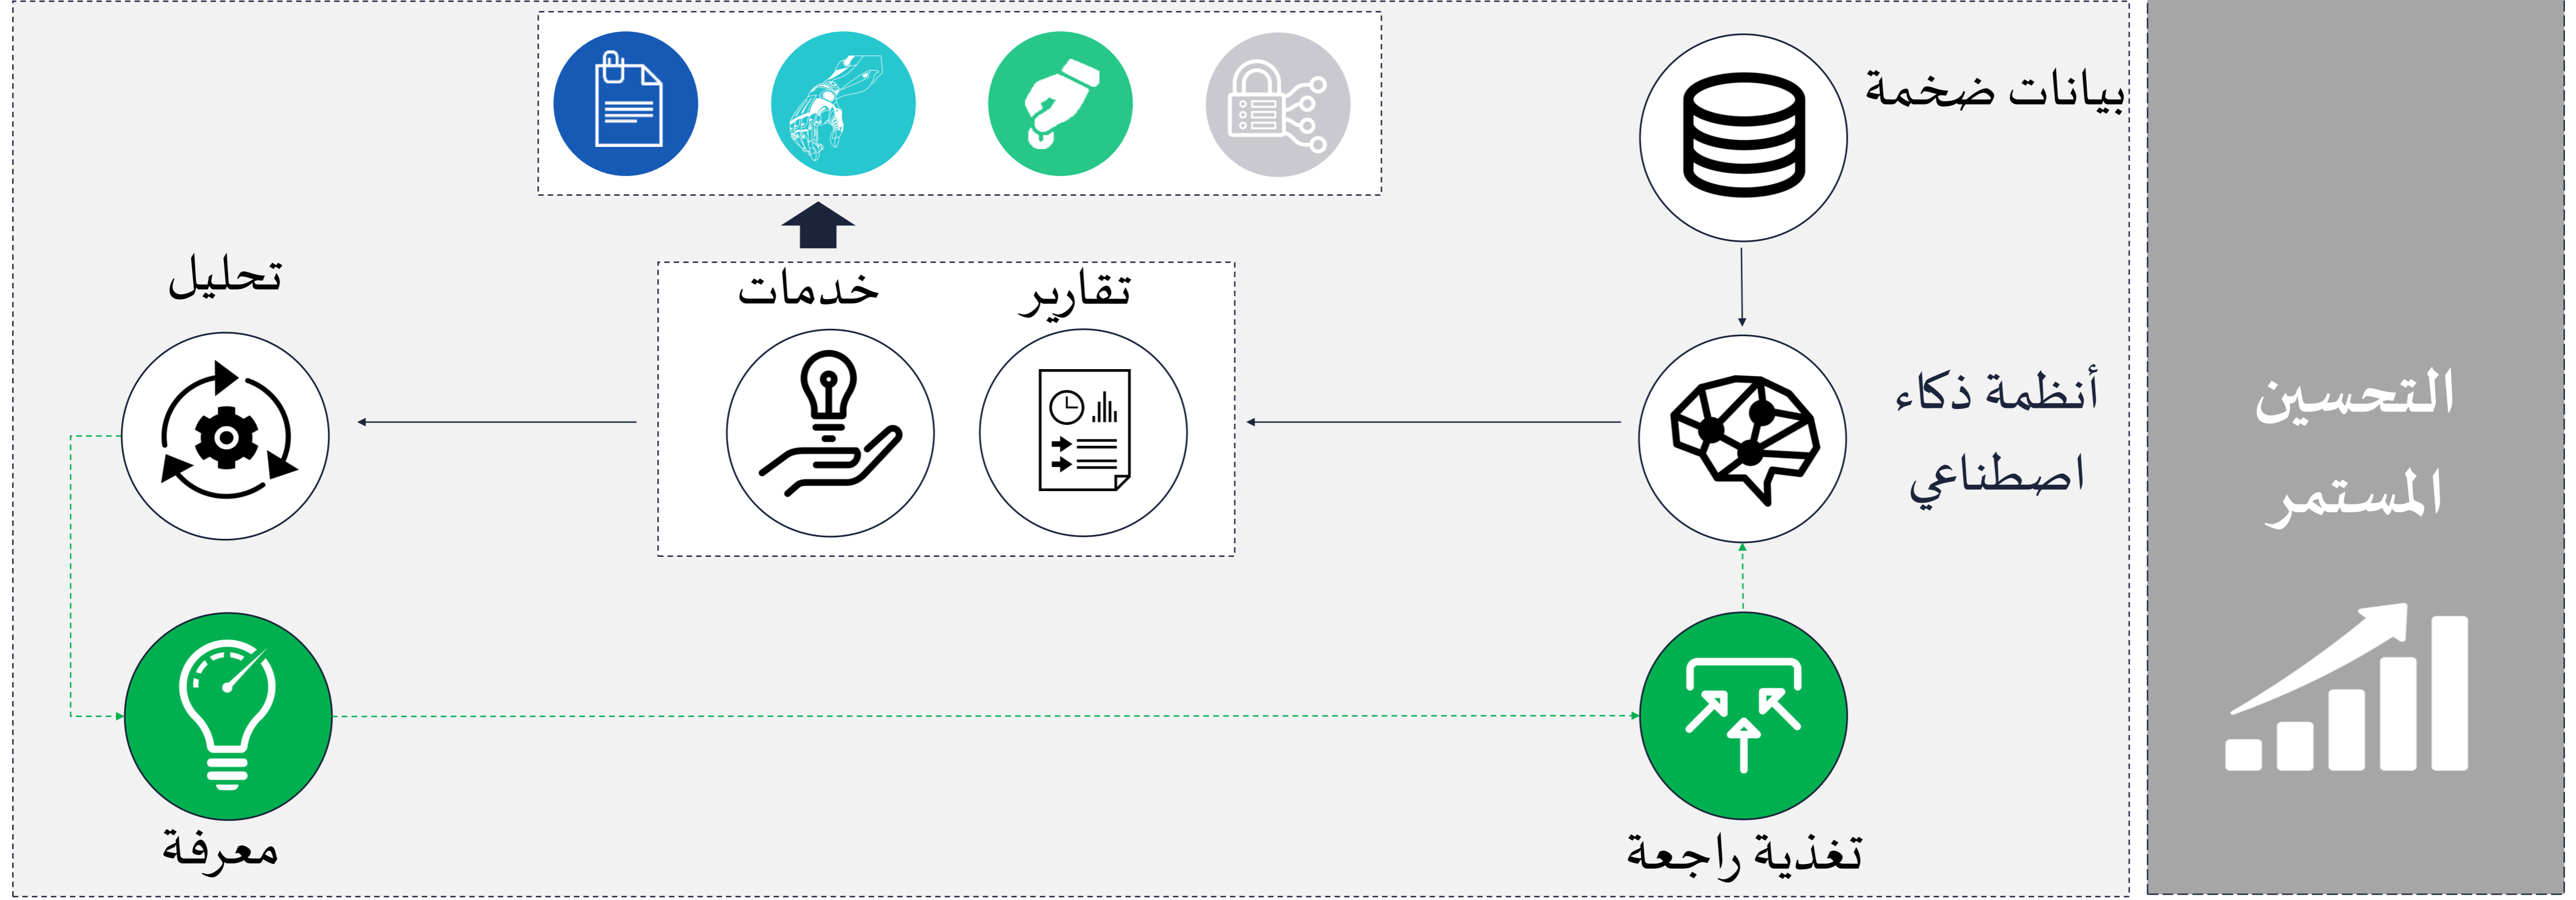 بيانات ضخمة
أنظمة ذكاء
اصطناعي
تقارير
خدمات
تحليل
معرفة
تغذية راجعة
التحسين
المستمر